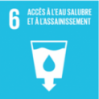 6 ACCÈS À L'EAU SALUBRE
ET À L'ASSAINISSEMENT